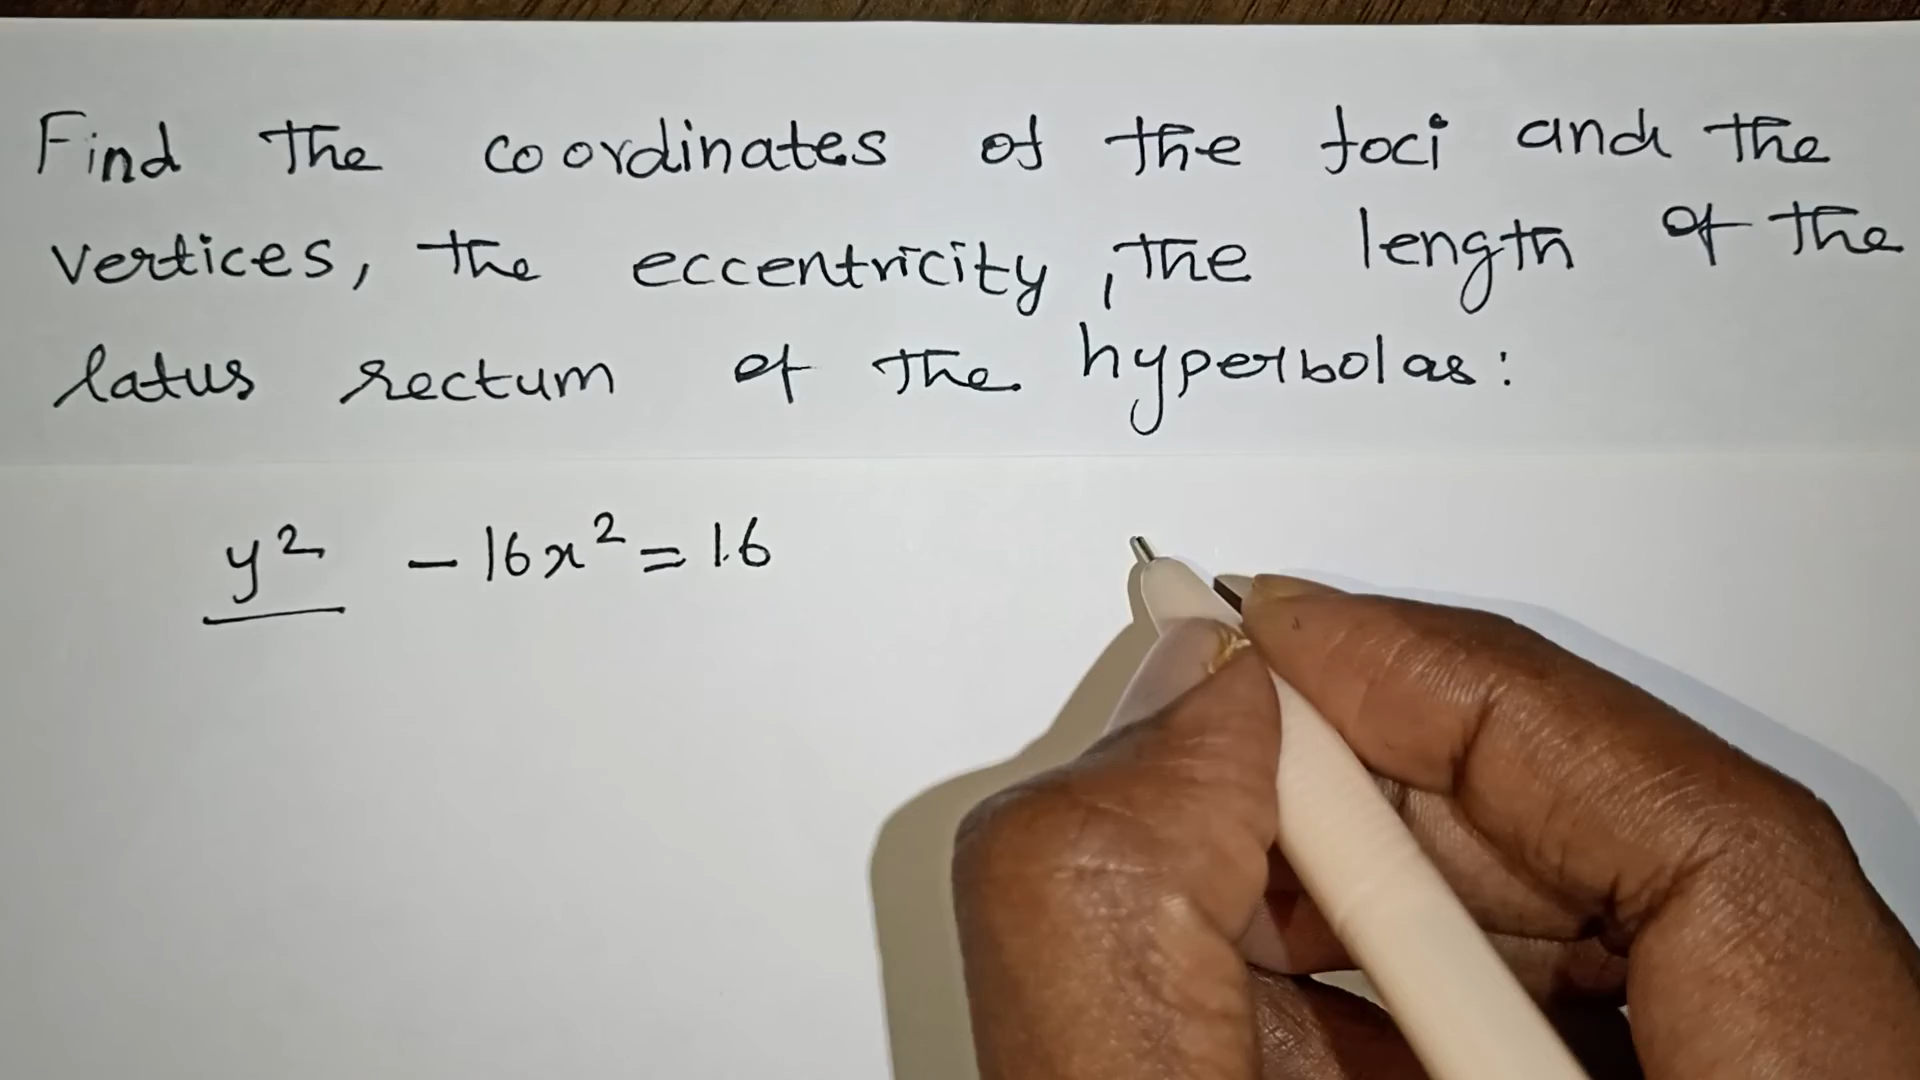 Find the coordinates of the foci and the
vertices, the eccentricity, the length of the
latus rectum of the hyperbolas:
y² - 16x² = 16